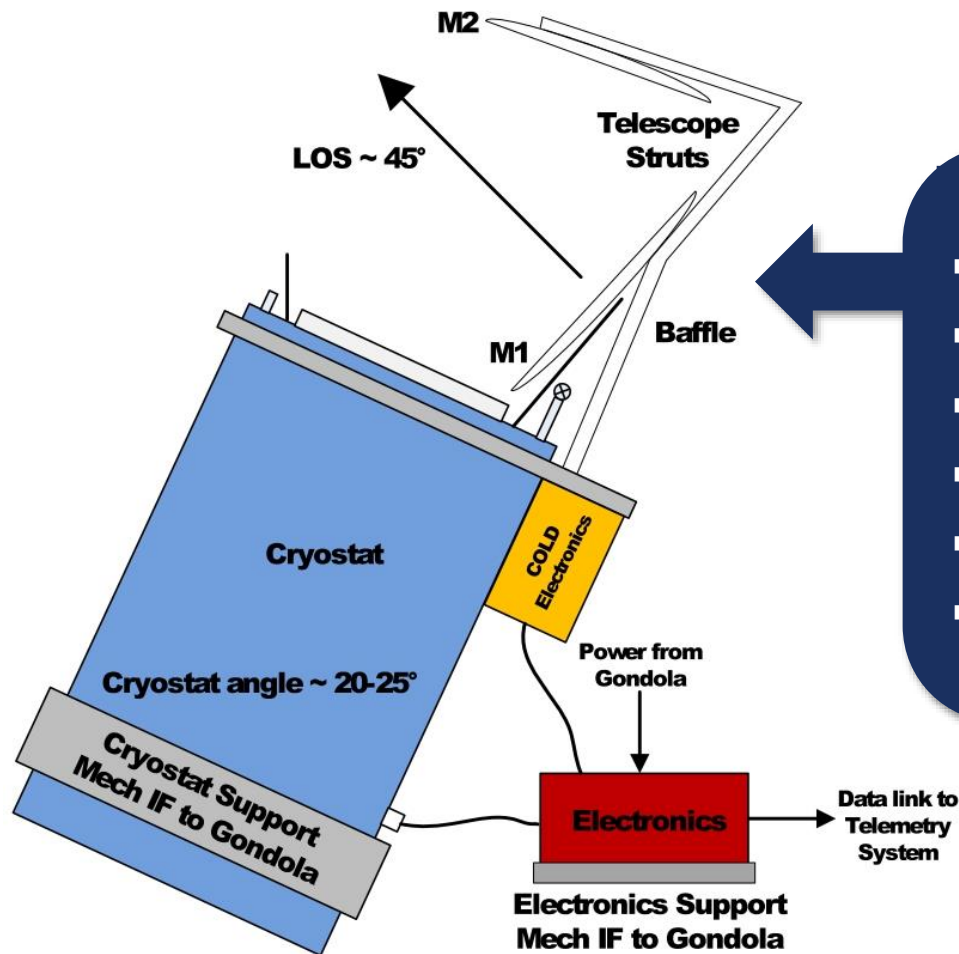 M2
Telescope
Struts
LOS ~ 45°
Baffle
M1
COLD
Electronics
Cryostat
Power from
Gondola
Cryostat angle ~ 20-25°
Cryostat Support
Mech IF to Gondola
Electronics
Data link to
Telemetry
System
Electronics Support
Mech IF to Gondola